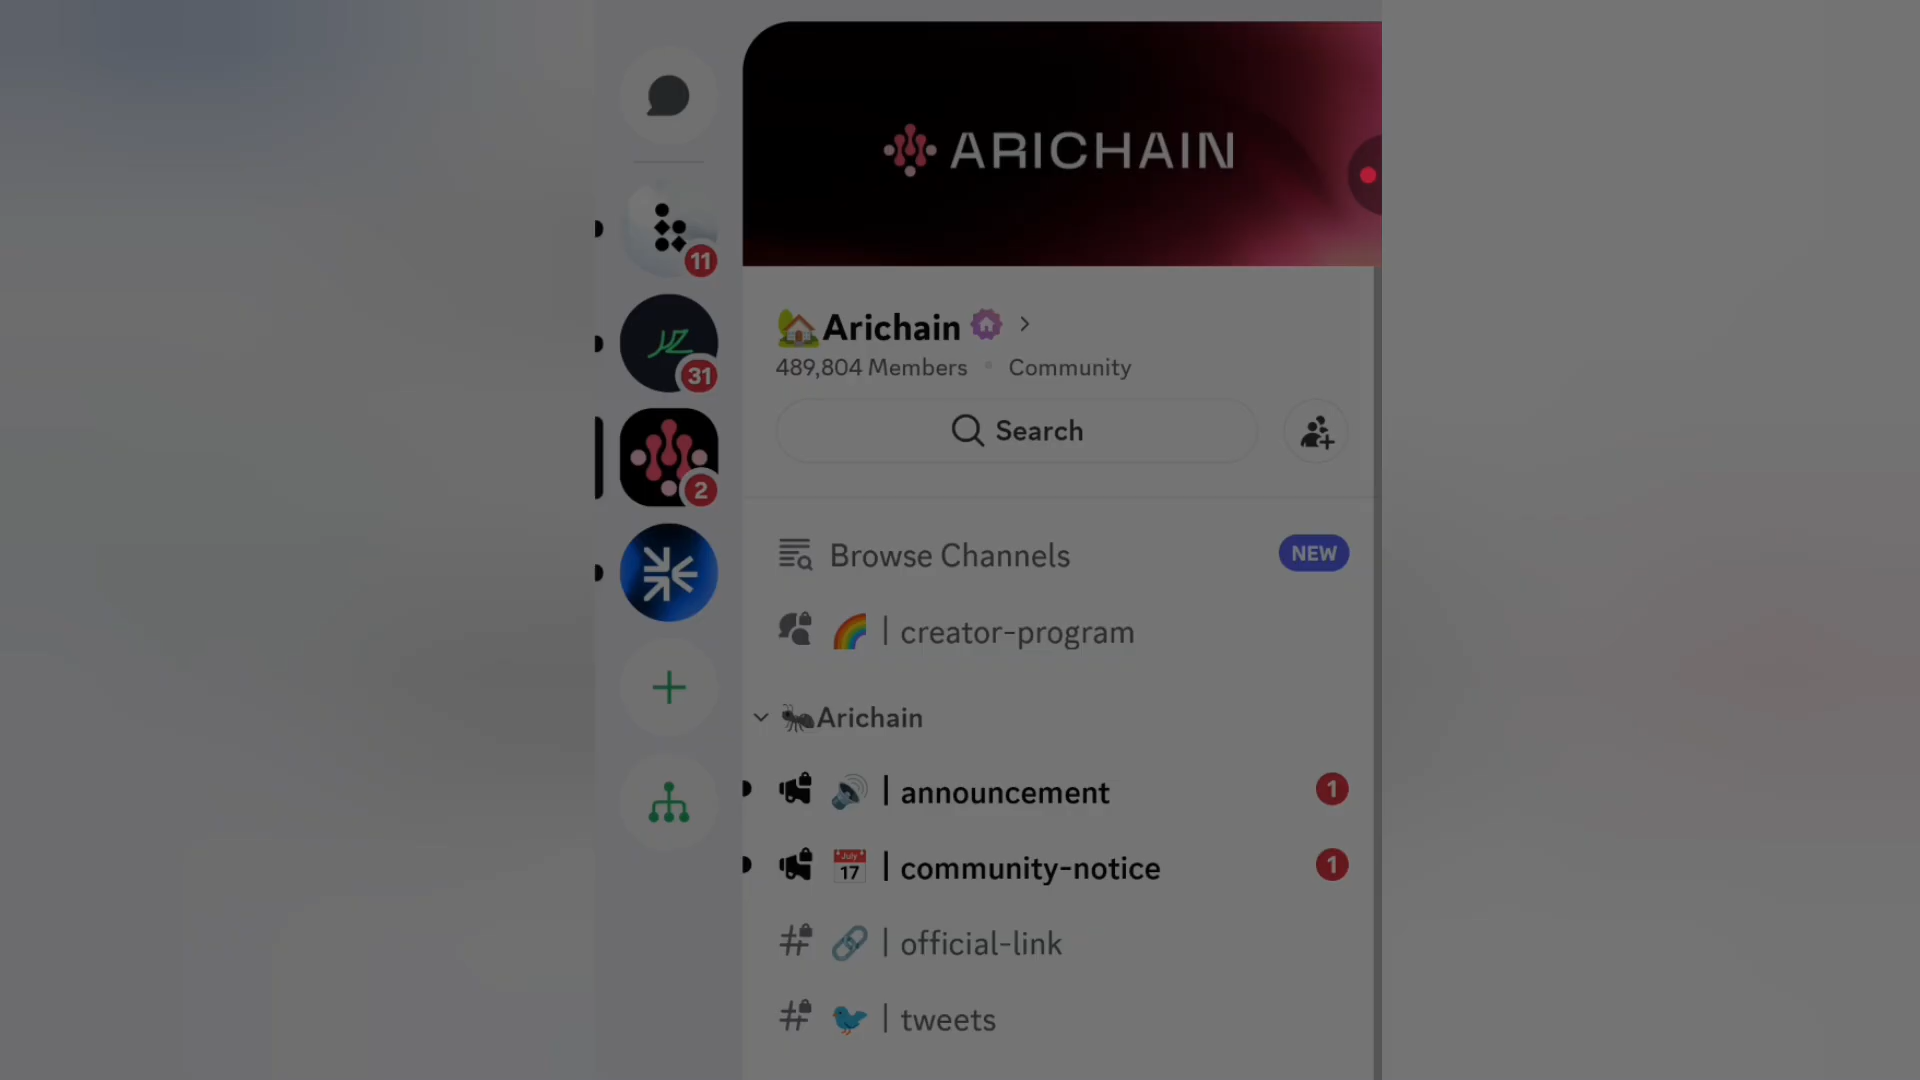 ARICHAIN
11
31
2
Arichain
489,804 Members • Community
Search
Browse Channels NEW
| creator-program
Arichain
| announcement 1
July 17 | community-notice 1
| official-link
| tweets